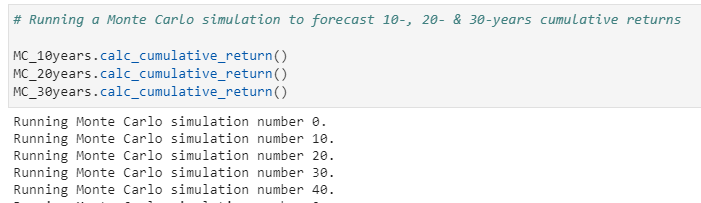 # Running a Monte Carlo simulation to forecast 10-, 20- & 30-years cumulative returns
MC_10years.calc_cumulative_return()
MC_20years.calc_cumulative_return()
MC_30years.calc_cumulative_return()
Running Monte Carlo simulation number 0.
Running Monte Carlo simulation number 10.
Running Monte Carlo simulation number 20.
Running Monte Carlo simulation number 30.
Running Monte Carlo simulation number 40.